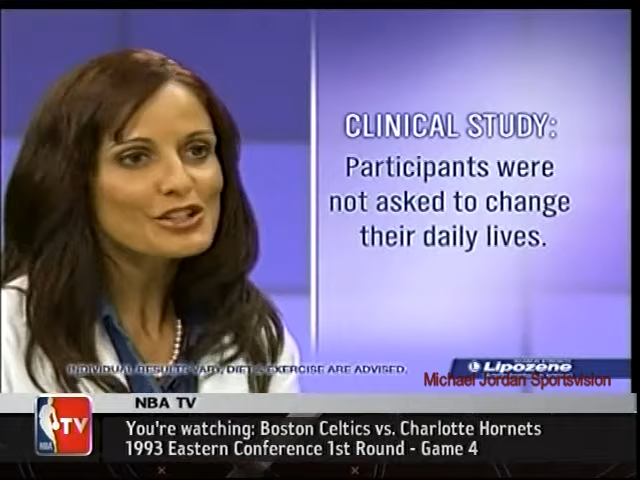 CLINICAL STUDY:
Participants were
not asked to change
their daily lives.
INDIVIDUAL RESULTS VARY, DIET & EXERCISE ARE ADVISED.
Lipozene
Michael Jordan Sportsvision
NBA TV
NBA TV
You're watching: Boston Celtics vs. Charlotte Hornets
1993 Eastern Conference 1st Round - Game 4